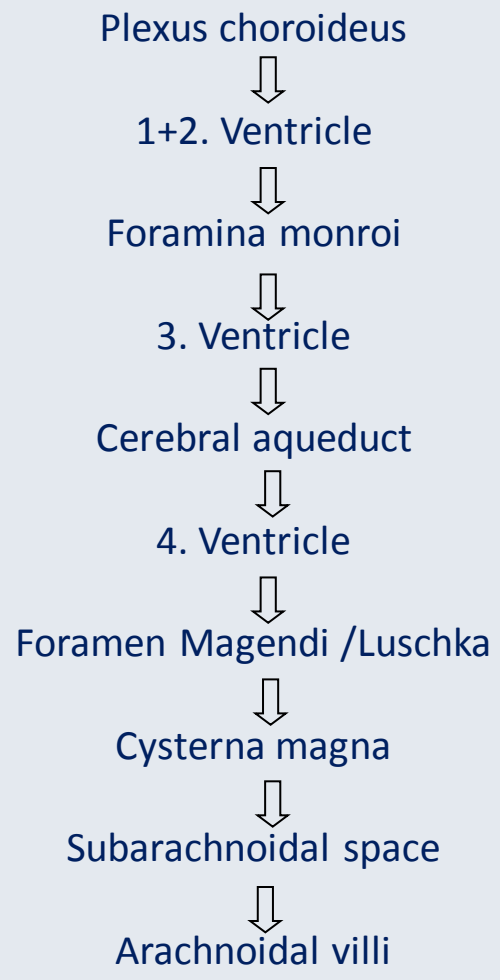 Plexus choroideus
1+2. Ventricle
Foramina monroi
3. Ventricle
Cerebral aqueduct
4. Ventricle
Foramen Magendi /Luschka
Cysterna magna
Subarachnoidal space
Arachnoidal villi